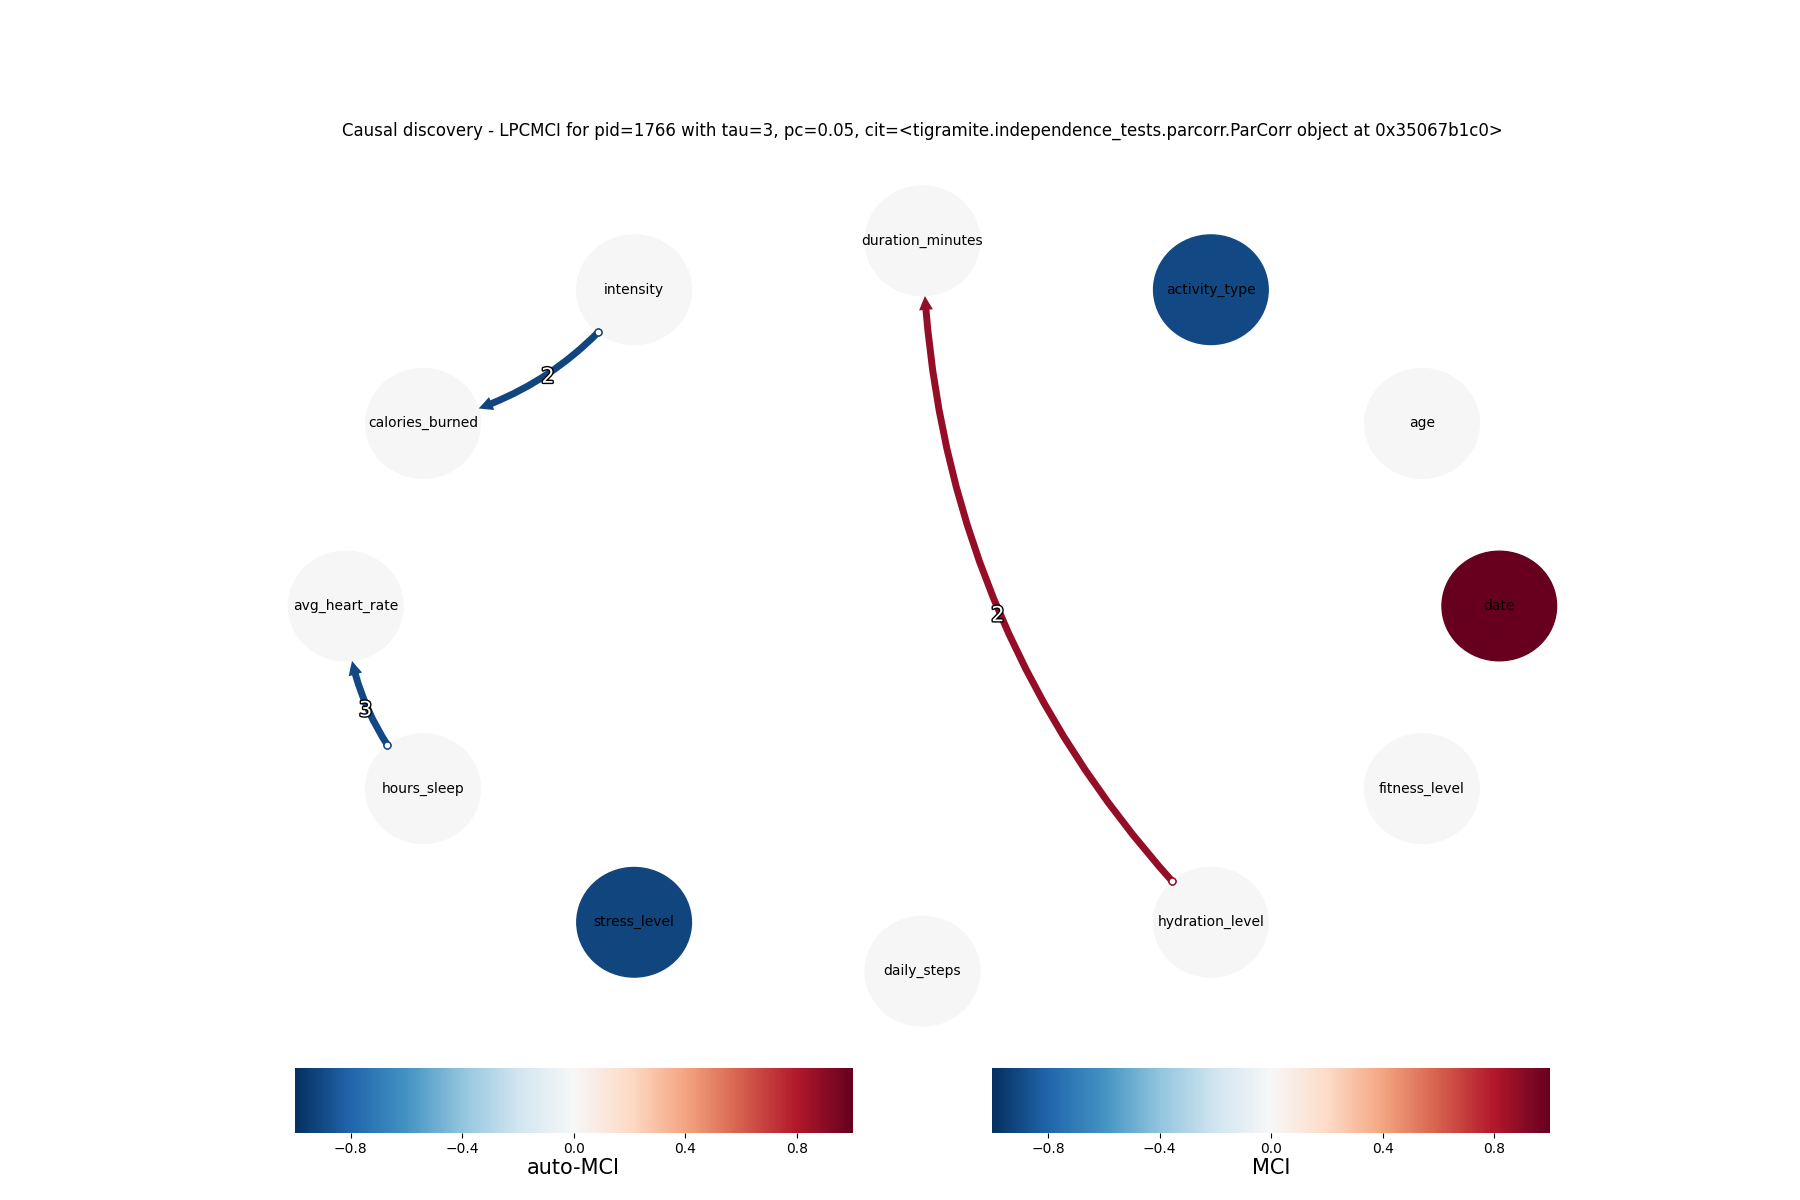 Causal discovery - LPCMCI for pid=1766 with tau=3, pc=0.05, cit=<tigramite.independence_tests.parcorr.ParCorr object at 0x35067b1c0>
duration_minutes
intensity
activity_type
2
calories_burned
age
avg_heart_rate
date
2
3
hours_sleep
fitness_level
stress_level
hydration_level
daily_steps
−0.8 −0.4 0.0 0.4 0.8
auto-MCI
−0.8 −0.4 0.0 0.4 0.8
MCI